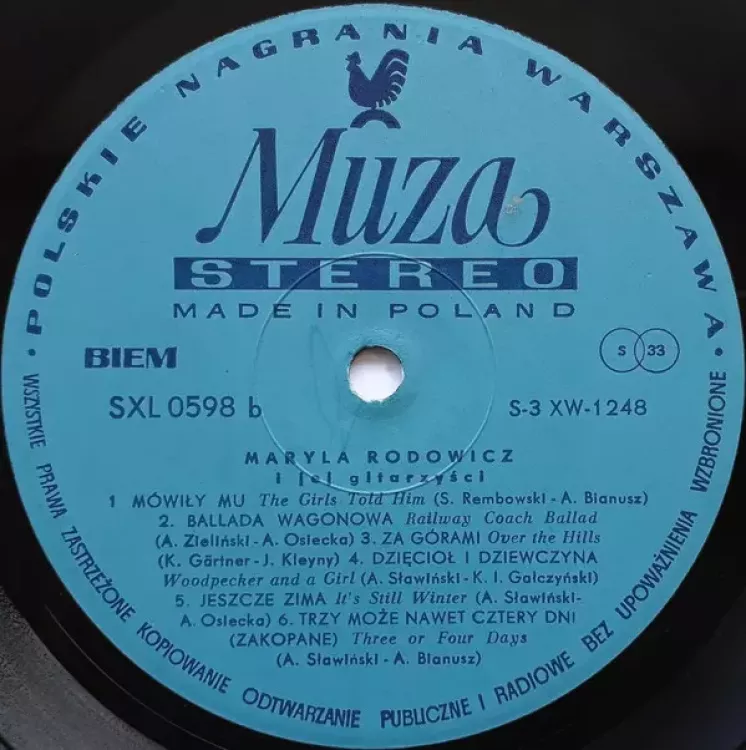 • POLSKIE NAGRANIA WARSZAWA •
Muza
STEREO
MADE IN POLAND
BIEM
S 33
SXL 0598 b
S-3 XW-1248
MARYLA RODOWICZ
i jej gitarzyści
1 MÓWIŁY MU The Girls Told Him (S. Rembowski-A. Bianusz)
2. BALLADA WAGONOWA Railway Coach Ballad
(A. Zieliński-A. Osiecka) 3. ZA GÓRAMI Over the Hills
(K. Gärtner-J. Kleyny) 4. DZIĘCIOŁ I DZIEWCZYNA
Woodpecker and a Girl (A. Sławiński-K. I. Gałczyński)
5. JESZCZE ZIMA It's Still Winter (A. Sławiński-
A. Osiecka) 6. TRZY MOŻE NAWET CZTERY DNI
(ZAKOPANE) Three or Four Days
(A. Sławiński-A. Bianusz)
WSZYSTKIE PRAWA ZASTRZEŻONE KOPIOWANIE ODTWARZANIE PUBLICZNE I RADIOWE BEZ UPOWAŻNIENIA WZBRONIONE